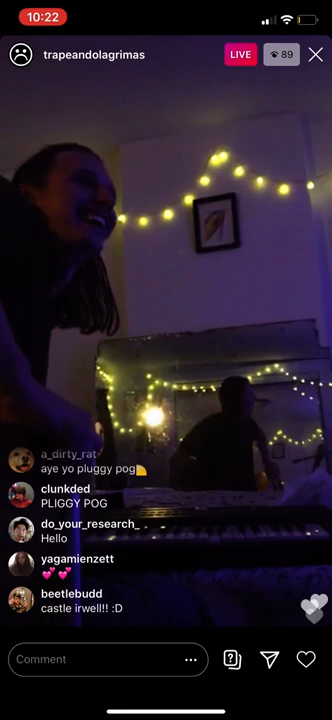 10:22
trapeandolagrimas
LIVE 89
a_dirty_rat
aye yo pluggy pog
clunkded
PLIGGY POG
do_your_research_
Hello
yagamienzett
beetlebudd
castle irwell!! :D
Comment